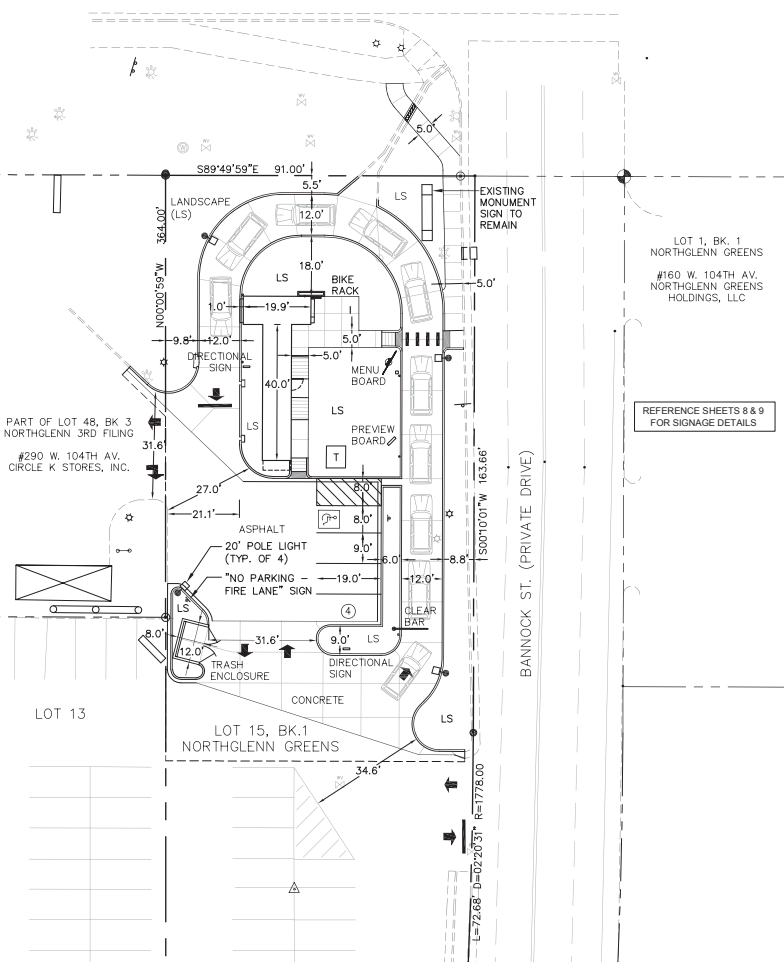 5.0'
S89°49'59"E 91.00'
5.5'
LS
EXISTING
MONUMENT
SIGN TO
REMAIN
LANDSCAPE
(LS)
12.0'
364.00'
N00°00'59"W
LOT 1, BK. 1
NORTHGLENN GREENS
#160 W. 104TH AV.
NORTHGLENN GREENS
HOLDINGS, LLC
18.0'
LS
BIKE
RACK
5.0'
1.0'
19.9'
9.8'
12.0'
5.0'
DIRECTIONAL
SIGN
5.0'
MENU
BOARD
40.0'
LS
LS
PREVIEW
BOARD
T
PART OF LOT 48, BK 3
NORTHGLENN 3RD FILING
#290 W. 104TH AV.
CIRCLE K STORES, INC.
31.6'
REFERENCE SHEETS 8 & 9
FOR SIGNAGE DETAILS
S00°10'01"W 163.66'
BANNOCK ST. (PRIVATE DRIVE)
27.0'
21.1'
8.0'
8.0'
ASPHALT
20' POLE LIGHT
(TYP. OF 4)
9.0'
6.0'
8.8'
"NO PARKING –
FIRE LANE" SIGN
19.0'
12.0'
LS
4
CLEAR
BAR
8.0'
31.6'
9.0'
LS
12.0'
TRASH
ENCLOSURE
DIRECTIONAL
SIGN
CONCRETE
LS
LOT 13
LOT 15, BK.1
NORTHGLENN GREENS
34.6'
L=72.68' D=02°20'31" R=1778.00